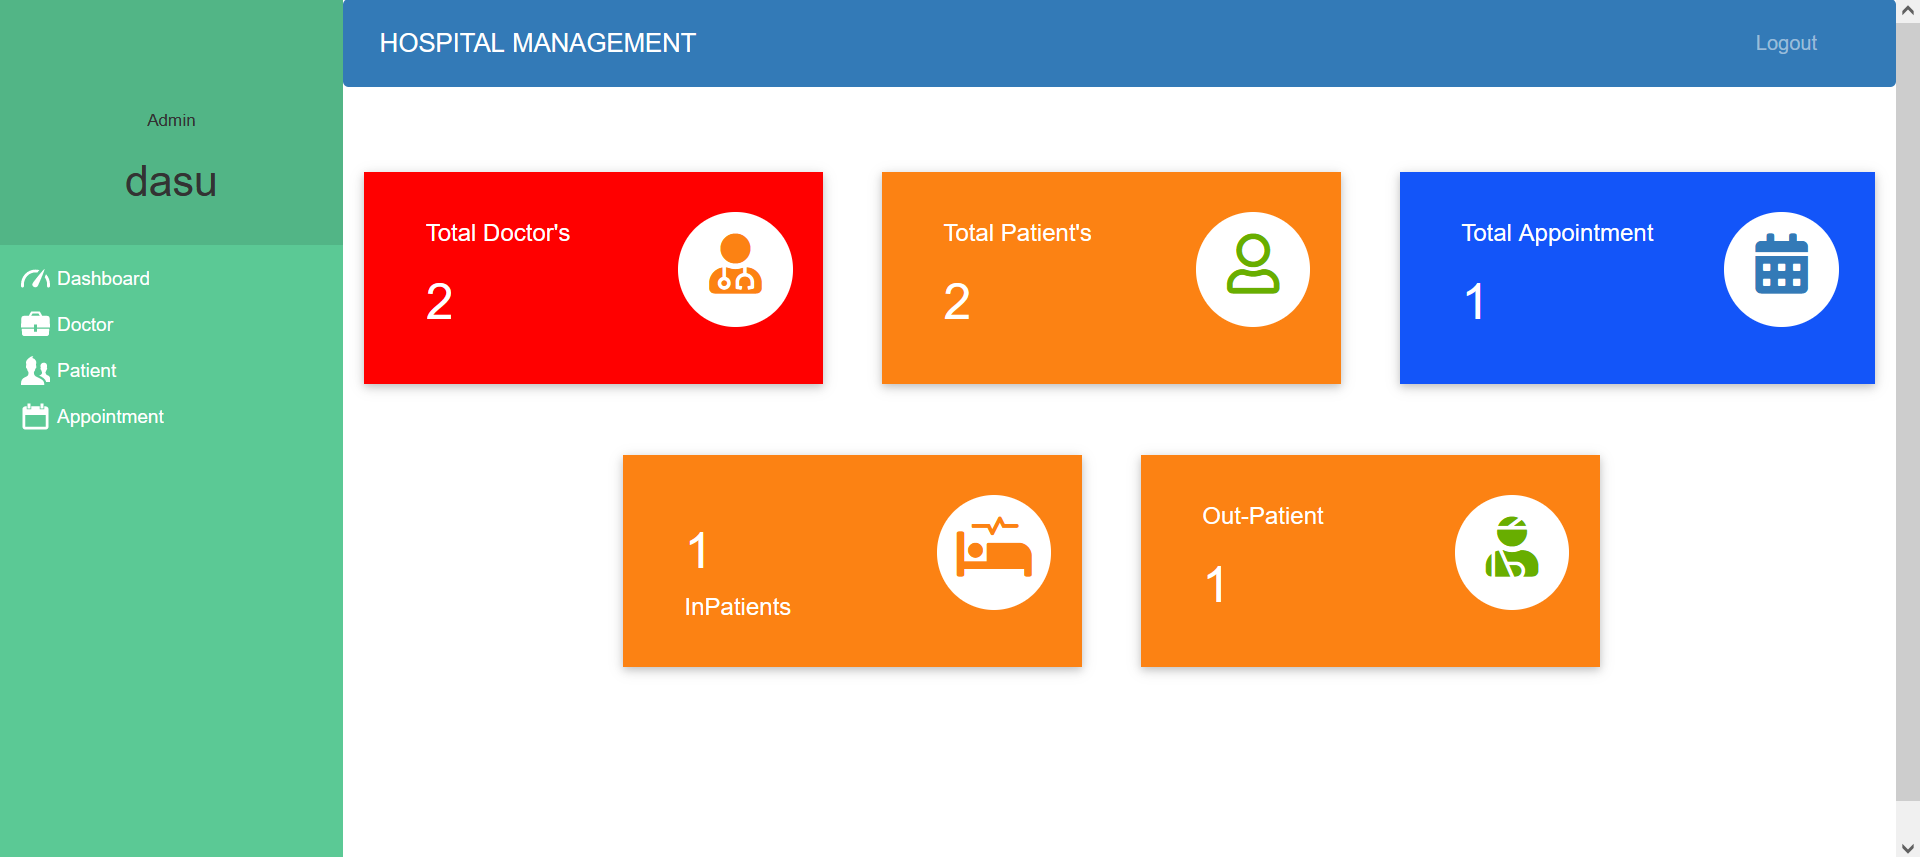 HOSPITAL MANAGEMENT
Logout
Admin
dasu
Dashboard
Doctor
Patient
Appointment
Total Doctor's
2
Total Patient's
2
Total Appointment
1
1
InPatients
Out-Patient
1